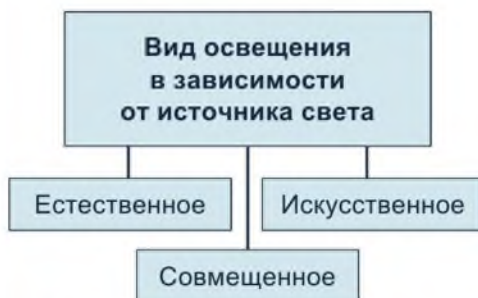 Вид освещения
в зависимости
от источника света
Естественное
Искусственное
Совмещенное